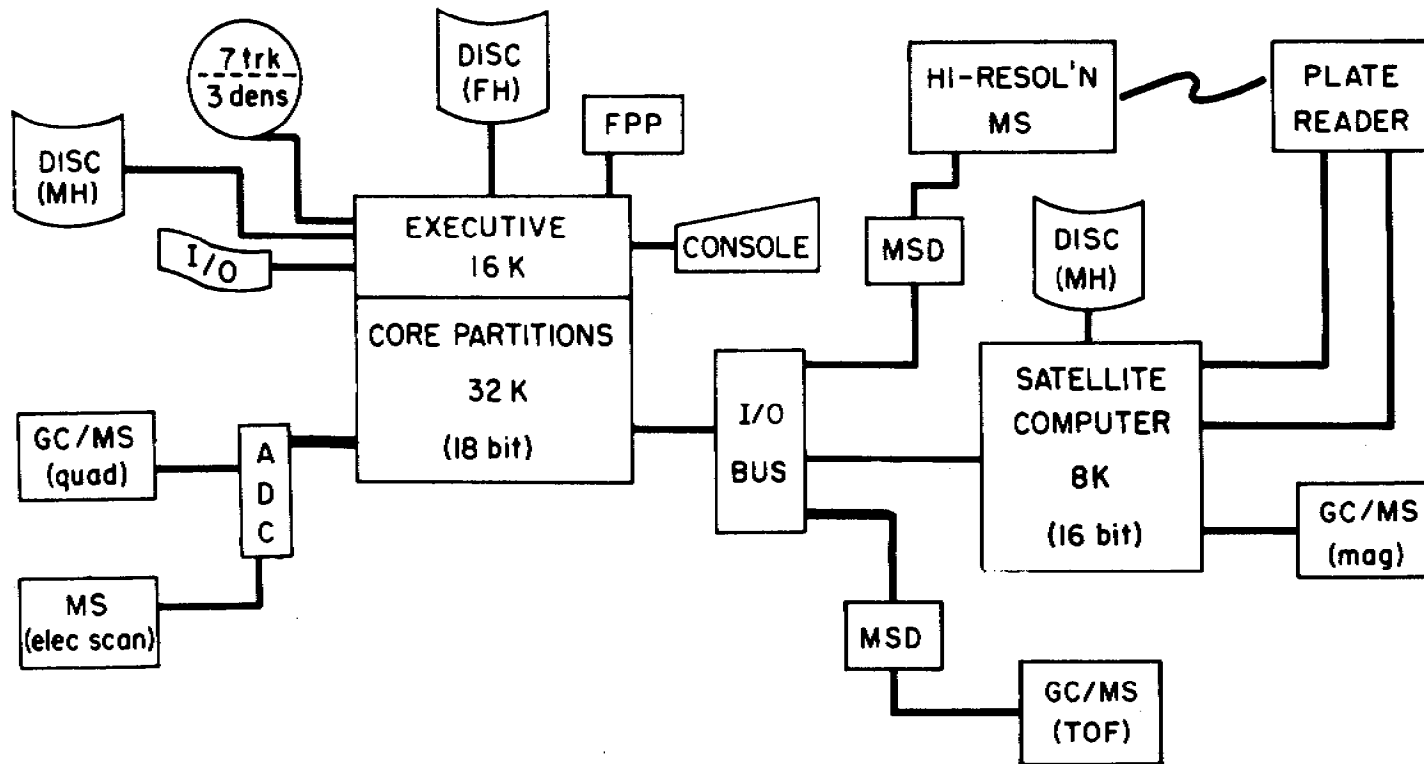 7 trk
3 dens
DISC
(FH)
FPP
HI-RESOL'N
MS
PLATE
READER
DISC
(MH)
EXECUTIVE
16 K
CONSOLE
I/O
MSD
DISC
(MH)
CORE PARTITIONS
32 K
(18 bit)
I/O
BUS
SATELLITE
COMPUTER
8K
(16 bit)
GC/MS
(quad)
A
D
C
GC/MS
(mag)
MS
(elec scan)
MSD
GC/MS
(TOF)